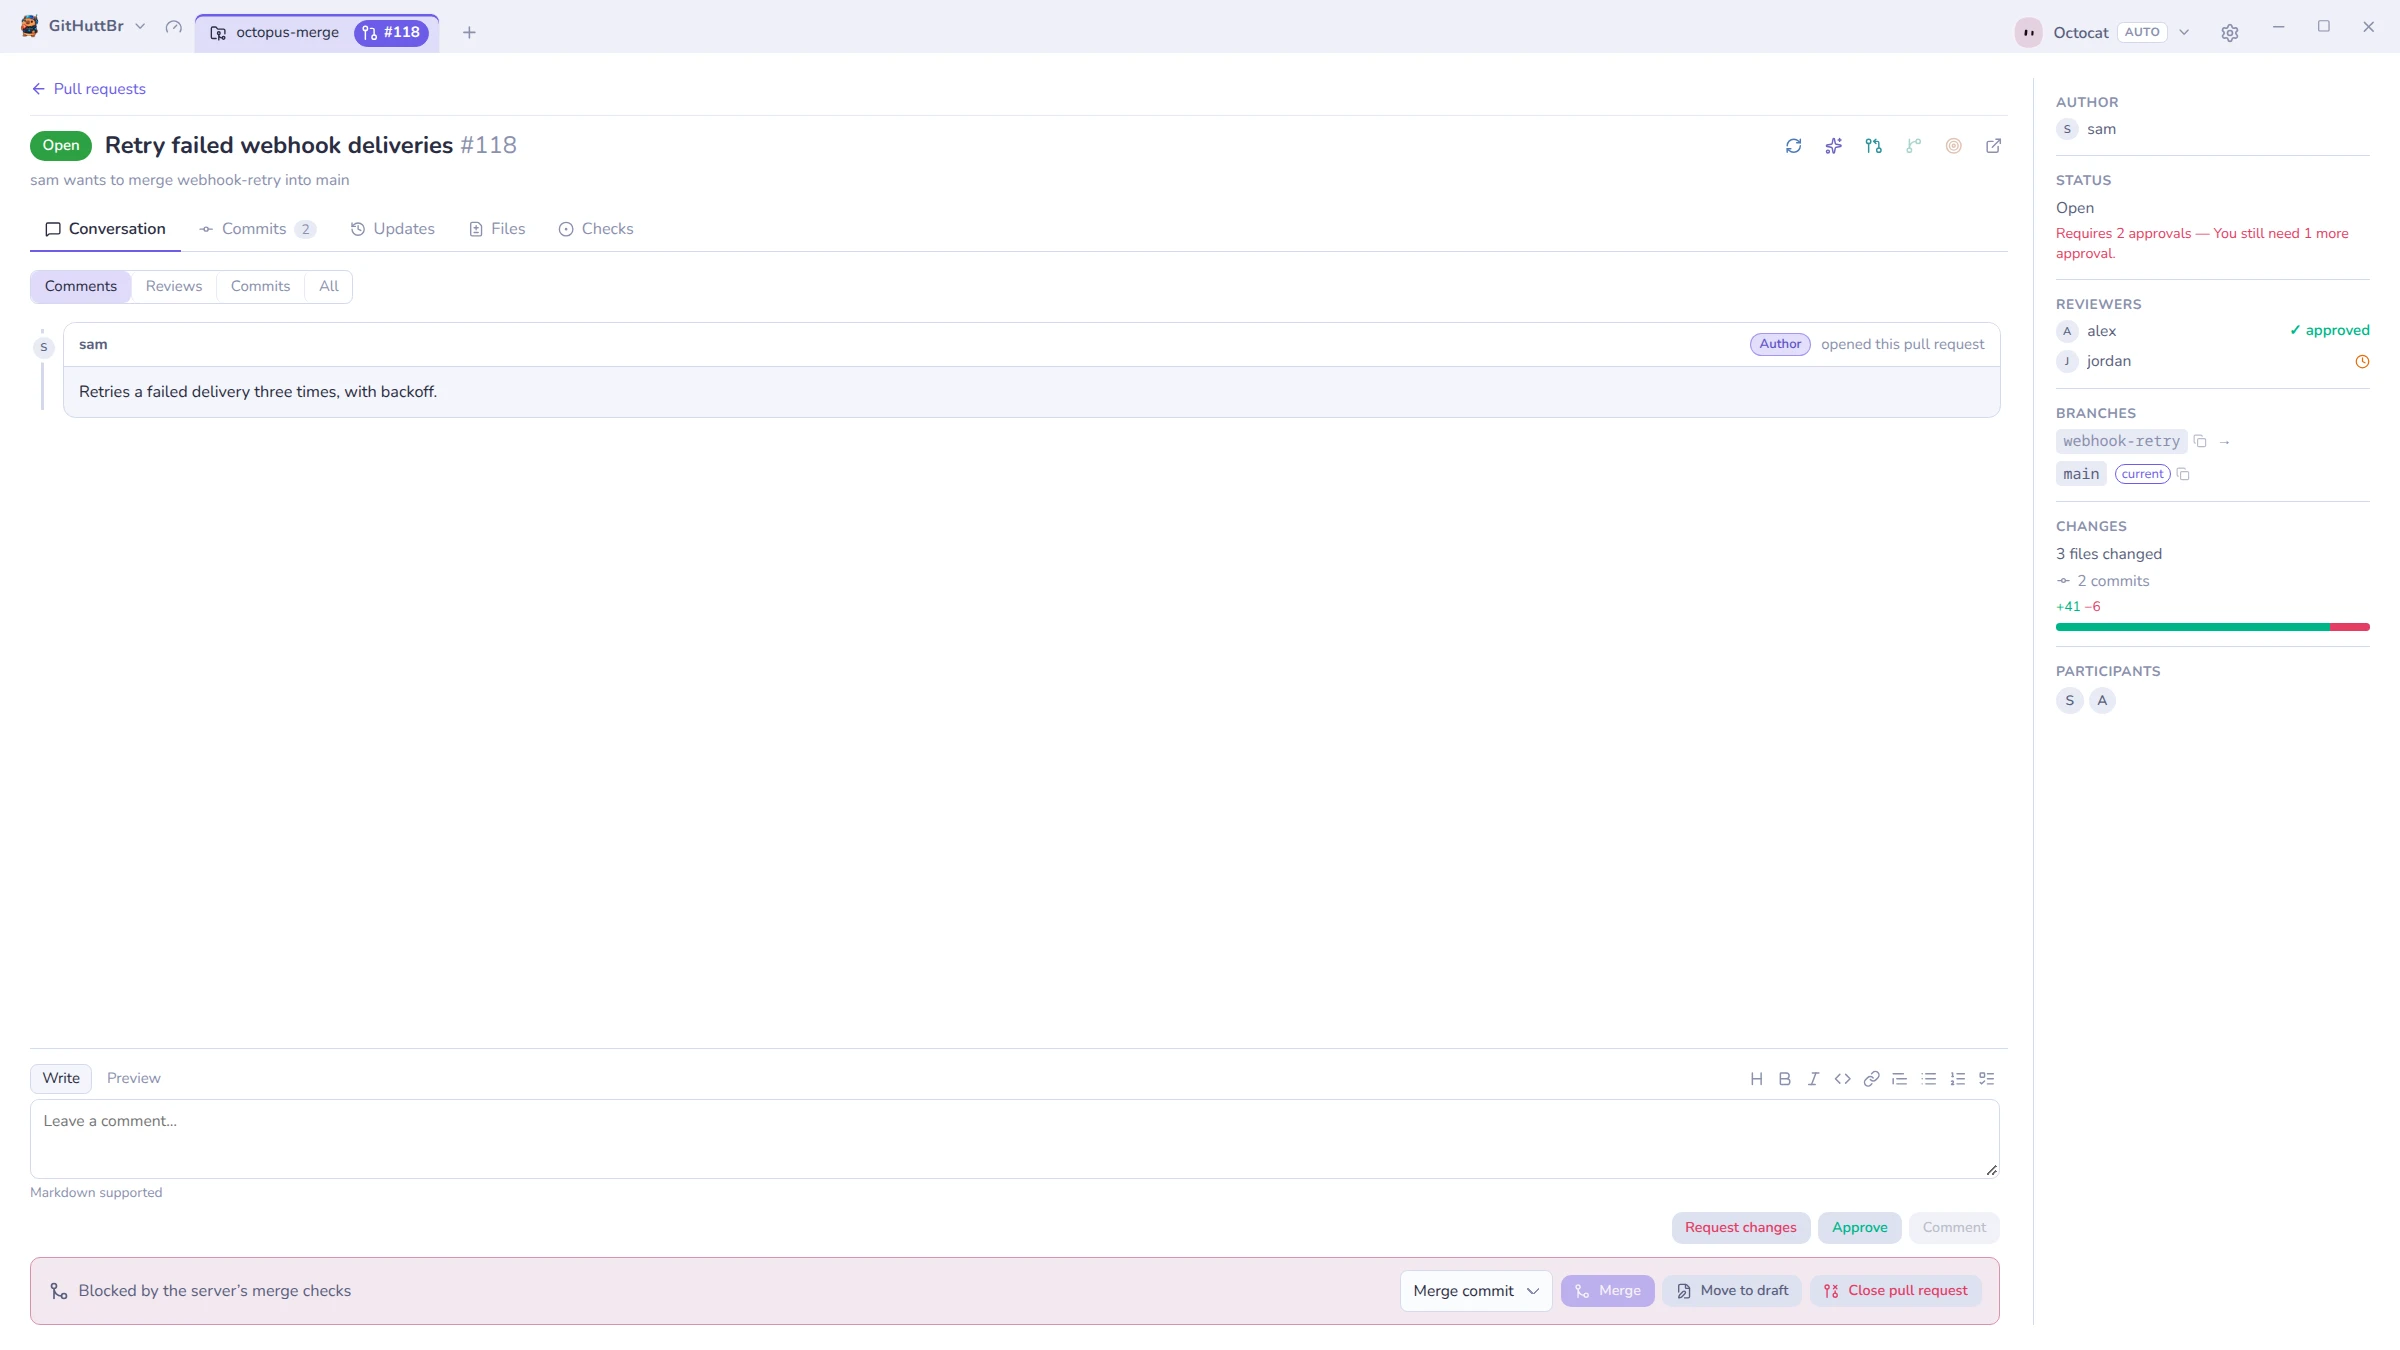 GitHuttBr
octopus-merge #118
Octocat AUTO
Pull requests
Open Retry failed webhook deliveries #118
sam wants to merge webhook-retry into main
Conversation Commits 2 Updates Files Checks
Comments Reviews Commits All
S sam Author opened this pull request
Retries a failed delivery three times, with backoff.
Write Preview
Leave a comment...
Markdown supported
Request changes Approve Comment
Blocked by the server’s merge checks Merge commit Merge Move to draft Close pull request
AUTHOR
S sam
STATUS
Open
Requires 2 approvals — You still need 1 more
approval.
REVIEWERS
A alex ✓ approved
J jordan
BRANCHES
webhook-retry →
main current
CHANGES
3 files changed
2 commits
+41 −6
PARTICIPANTS
S A